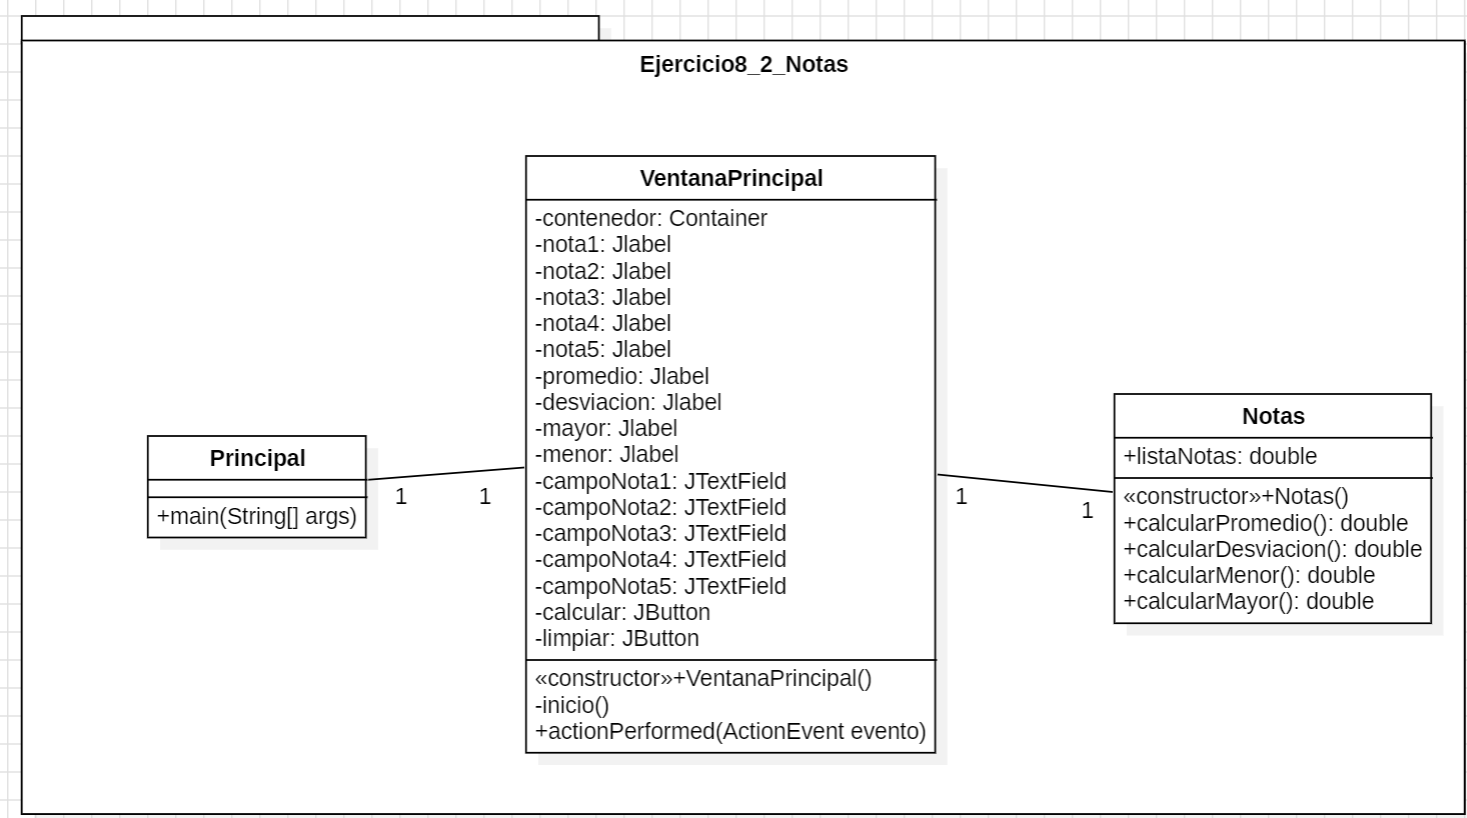 Ejercicio8_2_Notas
VentanaPrincipal
-contenedor: Container
-nota1: Jlabel
-nota2: Jlabel
-nota3: Jlabel
-nota4: Jlabel
-nota5: Jlabel
-promedio: Jlabel
-desviacion: Jlabel
-mayor: Jlabel
-menor: Jlabel
-campoNota1: JTextField
-campoNota2: JTextField
-campoNota3: JTextField
-campoNota4: JTextField
-campoNota5: JTextField
-calcular: JButton
-limpiar: JButton
«constructor»+VentanaPrincipal()
-inicio()
+actionPerformed(ActionEvent evento)
Principal
+main(String[] args)
1
1
1
1
Notas
+listaNotas: double
«constructor»+Notas()
+calcularPromedio(): double
+calcularDesviacion(): double
+calcularMenor(): double
+calcularMayor(): double